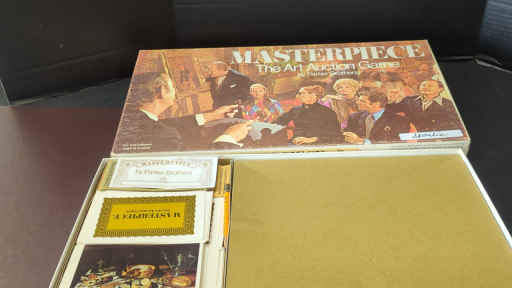 MASTERPIECE
The Art Auction Game
by Parker Brothers
MASTERPIECE
by Parker Brothers
MASTERPIECE